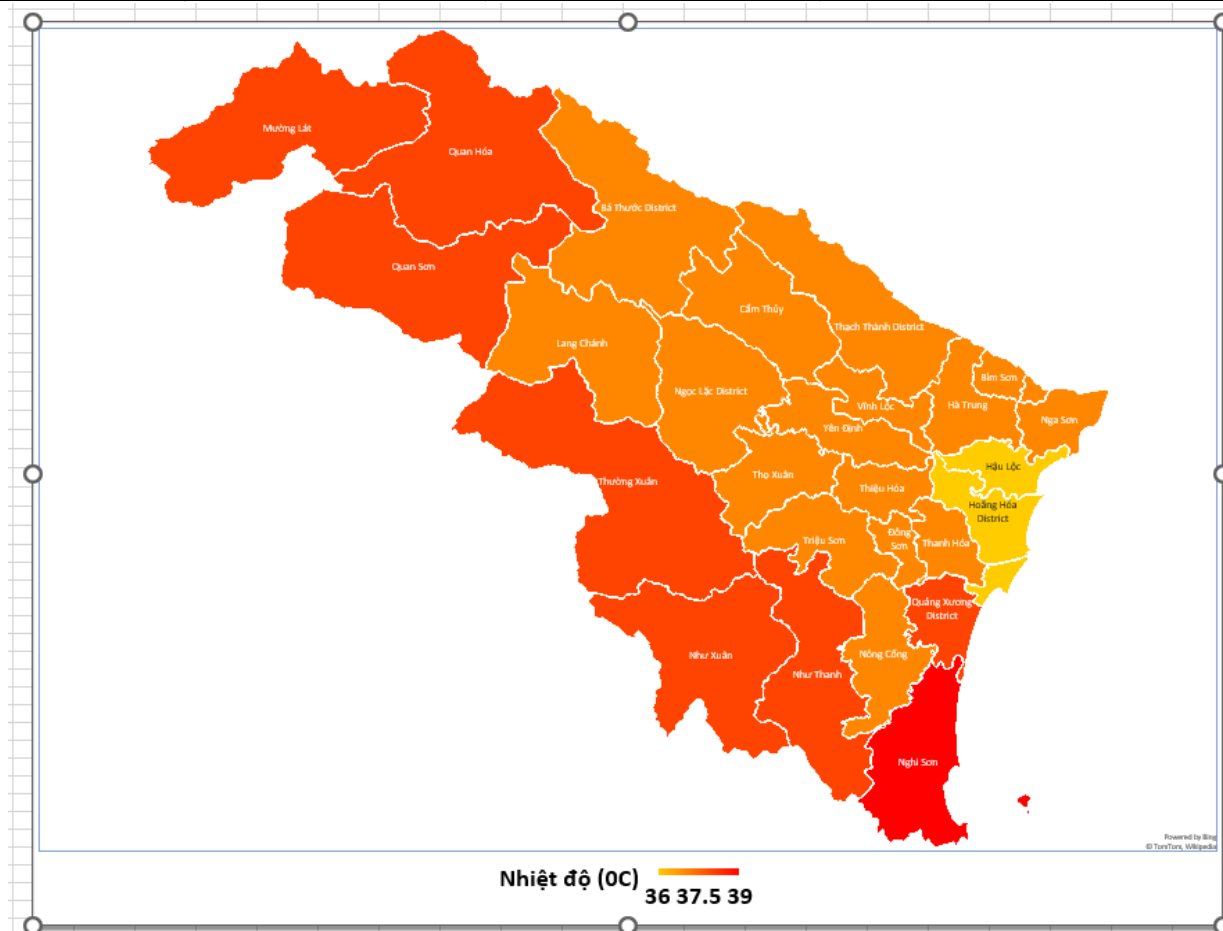 Mường Lát
Quan Hóa
Bá Thước District
Quan Sơn
Cẩm Thủy
Thạch Thành District
Lang Chánh
Bỉm Sơn
Ngọc Lặc District
Vĩnh Lộc
Hà Trung
Nga Sơn
Yên Định
Hậu Lộc
Thọ Xuân
Thường Xuân
Thiệu Hóa
Hoằng Hóa
District
Triệu Sơn
Đông
Sơn
Thanh Hóa
Quảng Xương
District
Như Xuân
Nông Cống
Như Thanh
Nghi Sơn
Powered by Bing
© TomTom, Wikipedia
Nhiệt độ (0C)
36 37.5 39